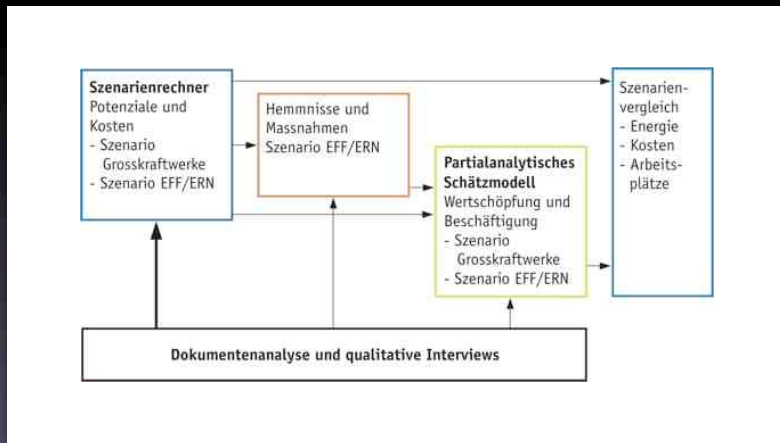 Szenarienrechner
Potenziale und
Kosten
- Szenario
Grosskraftwerke
- Szenario EFF/ERN
Hemmnisse und
Massnahmen
Szenario EFF/ERN
Partialanalytisches
Schätzmodell
Wertschöpfung und
Beschäftigung
- Szenario
Grosskraftwerke
- Szenario EFF/ERN
Szenarien-
vergleich
- Energie
- Kosten
- Arbeits-
plätze
Dokumentenanalyse und qualitative Interviews